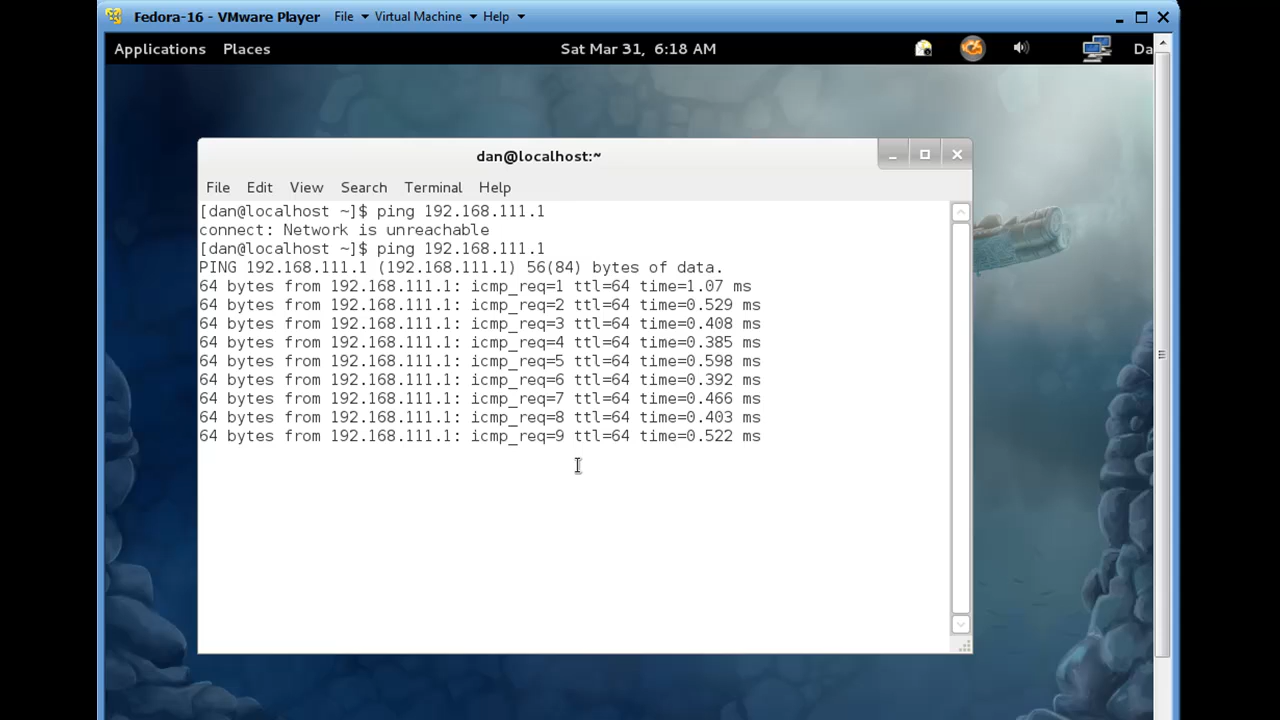 Fedora-16 - VMware Player File Virtual Machine Help
Applications Places Sat Mar 31, 6:18 AM Da
dan@localhost:~
File Edit View Search Terminal Help
[dan@localhost ~]$ ping 192.168.111.1
connect: Network is unreachable
[dan@localhost ~]$ ping 192.168.111.1
PING 192.168.111.1 (192.168.111.1) 56(84) bytes of data.
64 bytes from 192.168.111.1: icmp_req=1 ttl=64 time=1.07 ms
64 bytes from 192.168.111.1: icmp_req=2 ttl=64 time=0.529 ms
64 bytes from 192.168.111.1: icmp_req=3 ttl=64 time=0.408 ms
64 bytes from 192.168.111.1: icmp_req=4 ttl=64 time=0.385 ms
64 bytes from 192.168.111.1: icmp_req=5 ttl=64 time=0.598 ms
64 bytes from 192.168.111.1: icmp_req=6 ttl=64 time=0.392 ms
64 bytes from 192.168.111.1: icmp_req=7 ttl=64 time=0.466 ms
64 bytes from 192.168.111.1: icmp_req=8 ttl=64 time=0.403 ms
64 bytes from 192.168.111.1: icmp_req=9 ttl=64 time=0.522 ms